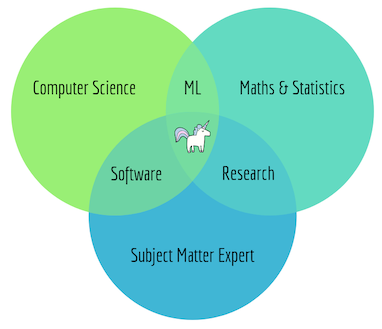 Computer Science
ML
Maths & Statistics
Software
Research
Subject Matter Expert